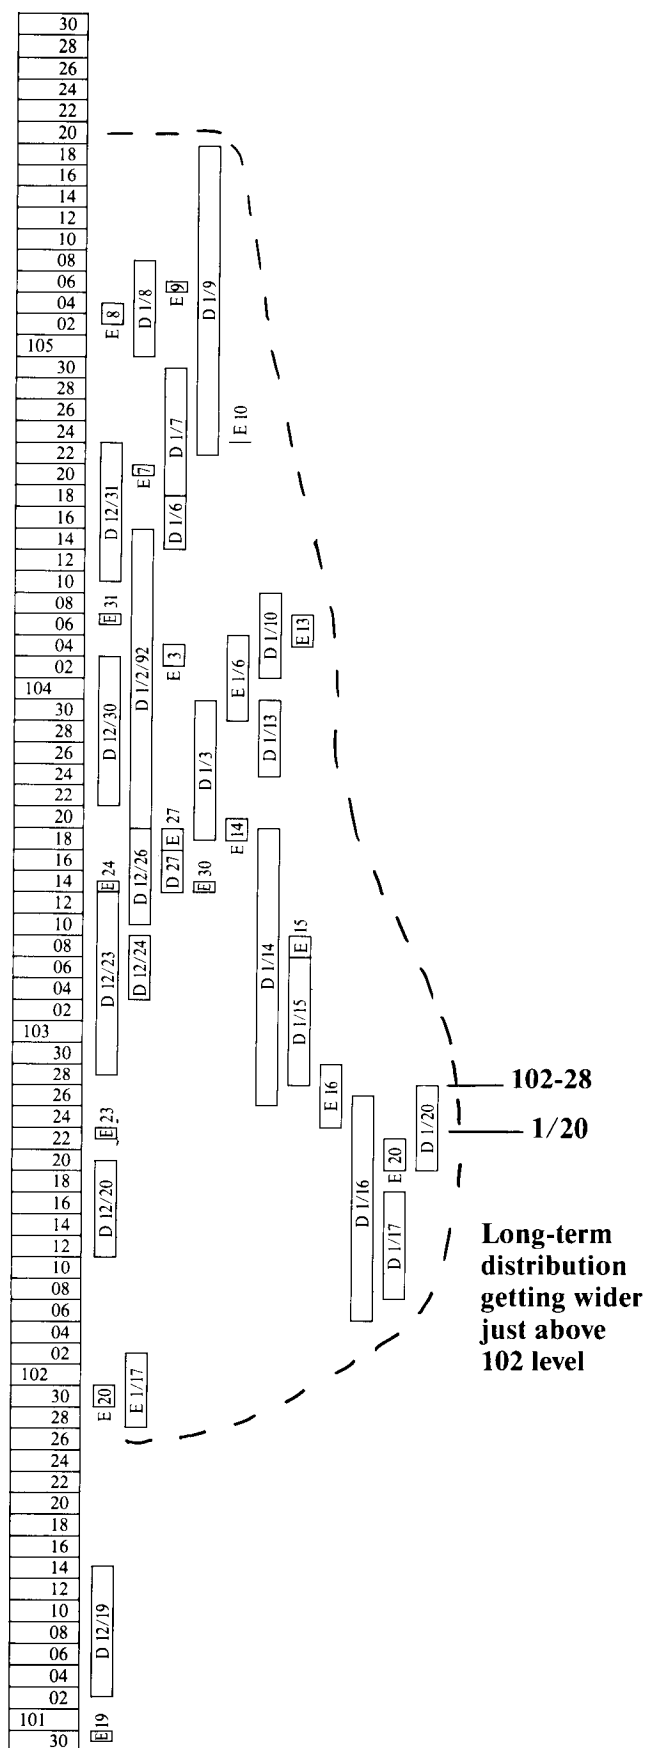 30
28
26
24
22
20
18
16
14
12
10
08
06
04
02
105
30
28
26
24
22
20
18
16
14
12
10
08
06
04
02
104
30
28
26
24
22
20
18
16
14
12
10
08
06
04
02
103
30
28
26
24
22
20
18
16
14
12
10
08
06
04
02
102
30
28
26
24
22
20
18
16
14
12
10
08
06
04
02
101
30
E 8
D 1/8
E 9
D 1/9
D 1/7
E 10
D 12/31
E 7
D 1/6
E 31
D 1/2/92
E 3
E 1/6
D 1/10
E 13
D 12/30
D 1/3
D 1/13
E 24
D 12/26
E 27
D 27
E 30
E 14
D 12/23
D 12/24
D 1/14
E 15
D 1/15
E 16
E 23
D 12/20
D 1/16
E 20
D 1/17
D 1/20
102-28
1/20
Long-term
distribution
getting wider
just above
102 level
E 20
E 1/17
D 12/19
E 19